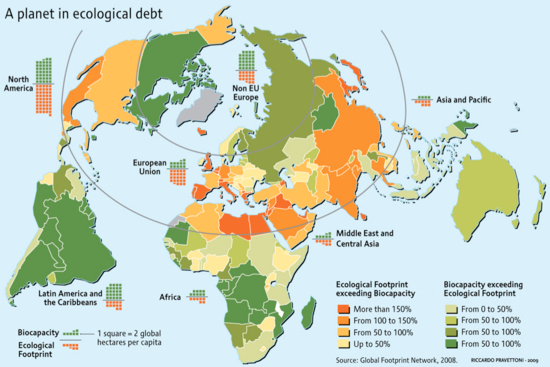 A planet in ecological debt
North
America
Non EU
Europe
Asia and Pacific
European
Union
Middle East and
Central Asia
Latin America and
the Caribbeans
Africa
Biocapacity
1 square = 2 global
hectares per capita
Ecological
Footprint
Ecological Footprint
exceeding Biocapacity
More than 150%
From 100 to 150%
From 50 to 100%
Up to 50%
Biocapacity exceeding
Ecological Footprint
From 0 to 50%
From 50 to 100%
From 50 to 100%
From 50 to 100%
Source: Global Footprint Network, 2008.
RICCARDO PRAVETTONI - 2009